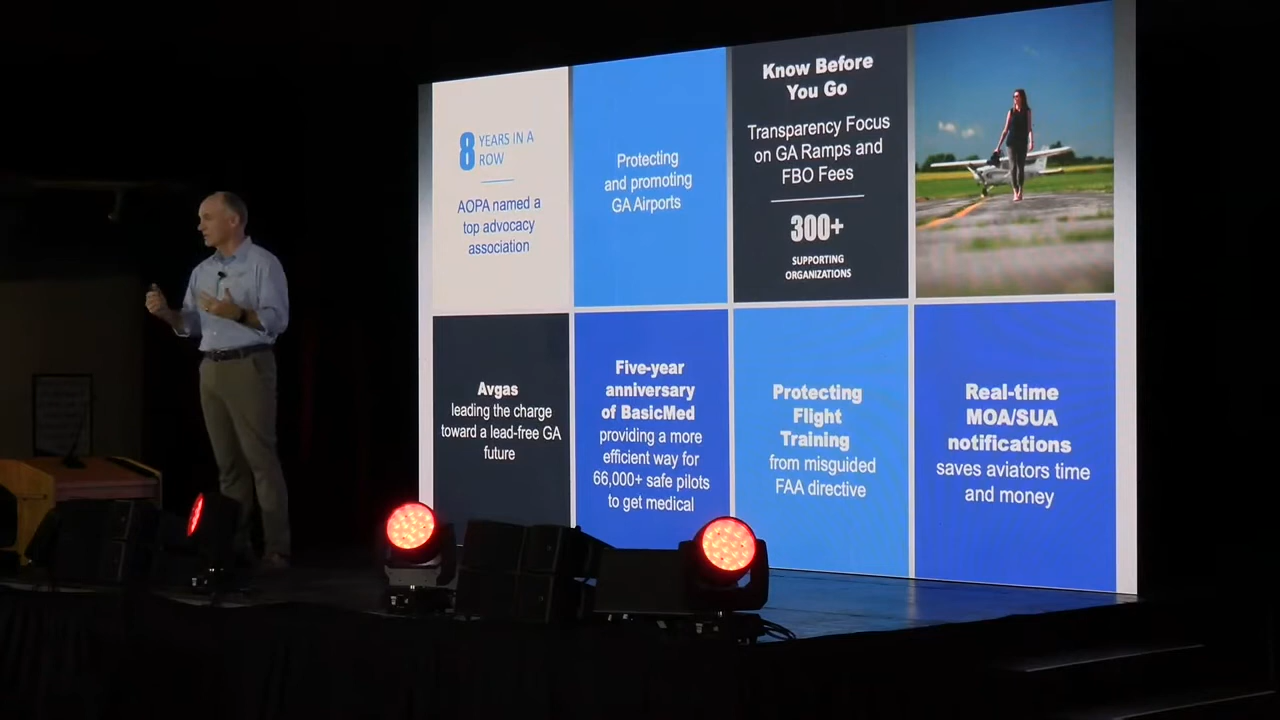 8 YEARS IN A
ROW
AOPA named a
top advocacy
association
Protecting
and promoting
GA Airports
Know Before
You Go
Transparency Focus
on GA Ramps and
FBO Fees
300+
SUPPORTING
ORGANIZATIONS
Avgas
leading the charge
toward a lead-free GA
future
Five-year
anniversary
of BasicMed
providing a more
efficient way for
66,000+ safe pilots
to get medical
Protecting
Flight
Training
from misguided
FAA directive
Real-time
MOA/SUA
notifications
saves aviators time
and money